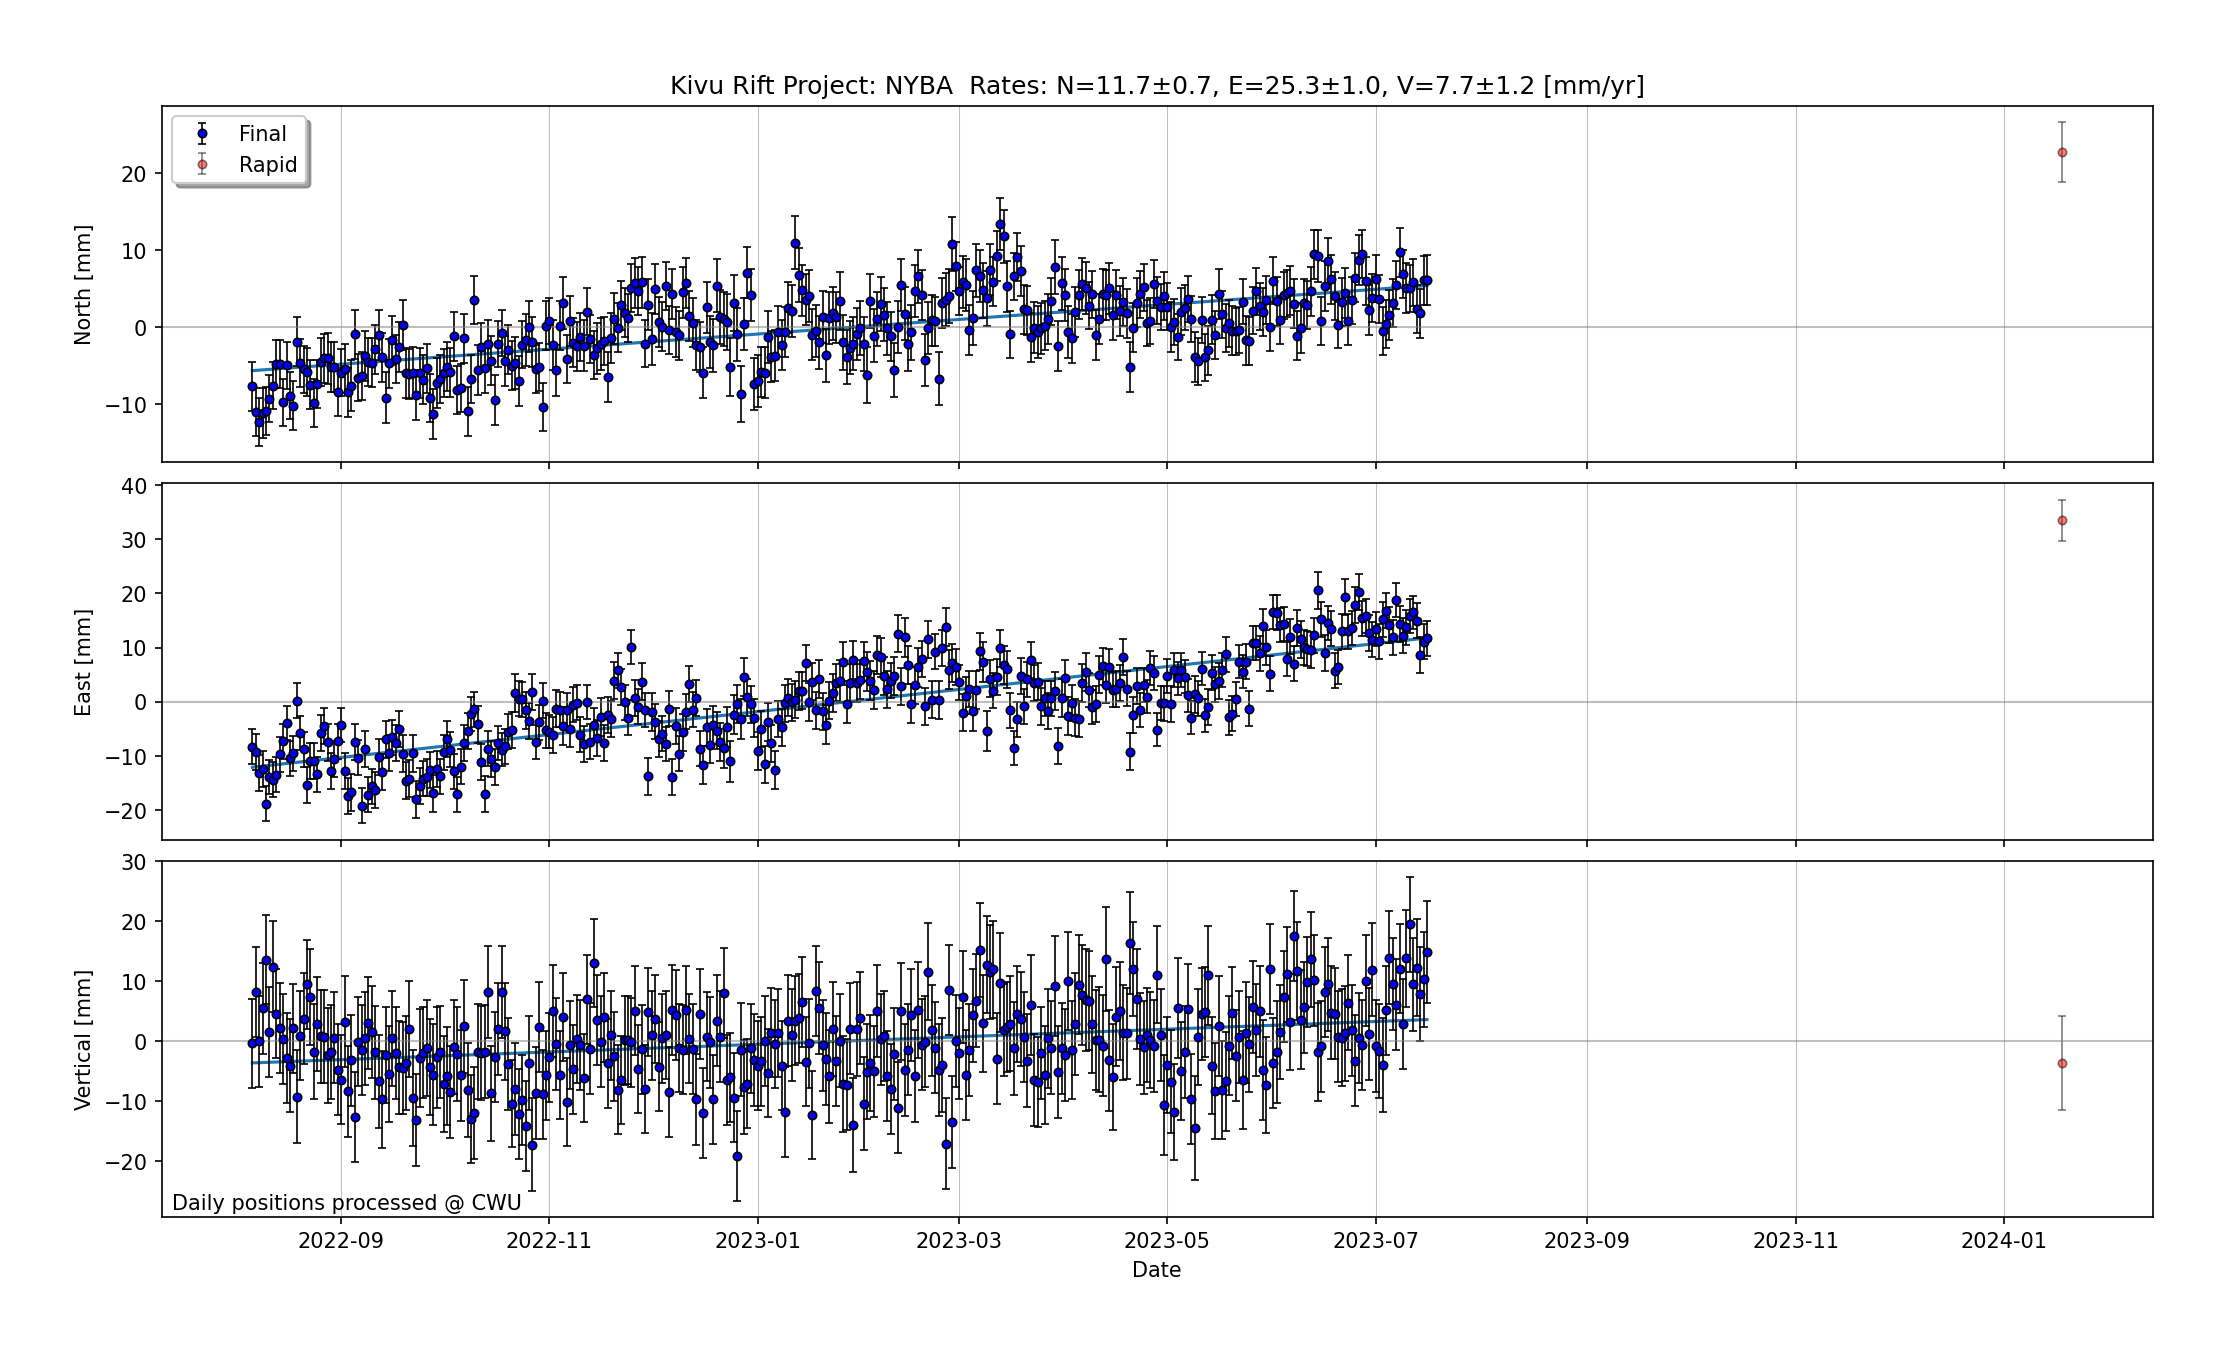 Kivu Rift Project: NYBA  Rates: N=11.7±0.7, E=25.3±1.0, V=7.7±1.2 [mm/yr]
Final
Rapid
North [mm]
20
10
0
−10
East [mm]
40
30
20
10
0
−10
−20
Vertical [mm]
30
20
10
0
−10
−20
Daily positions processed @ CWU
2022-09 2022-11 2023-01 2023-03 2023-05 2023-07 2023-09 2023-11 2024-01
Date